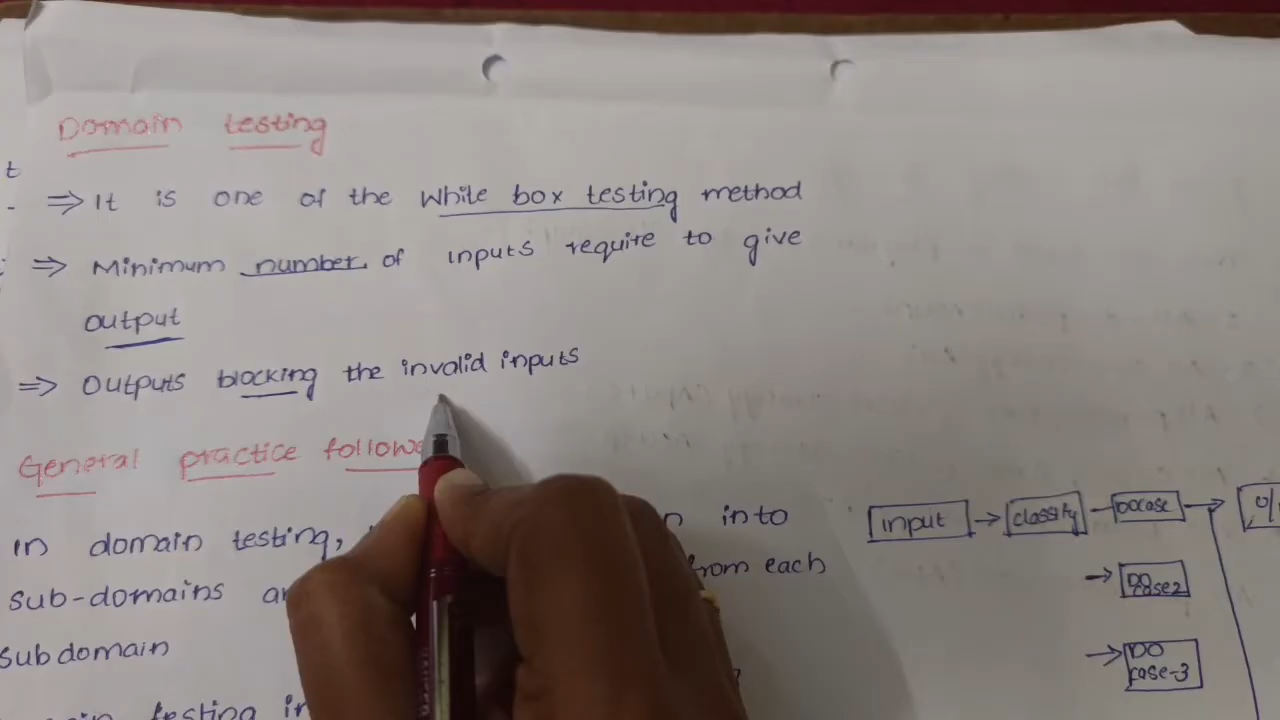 Domain testing
t
⇒ It is one of the White box testing method
⇒ Minimum number of inputs require to give
output
⇒ Outputs blocking the invalid inputs
General practice
In domain testing, into
sub-domains from each
subdomain
testing
input → classify → DOcase →
→ DO case2
→ DO case-3